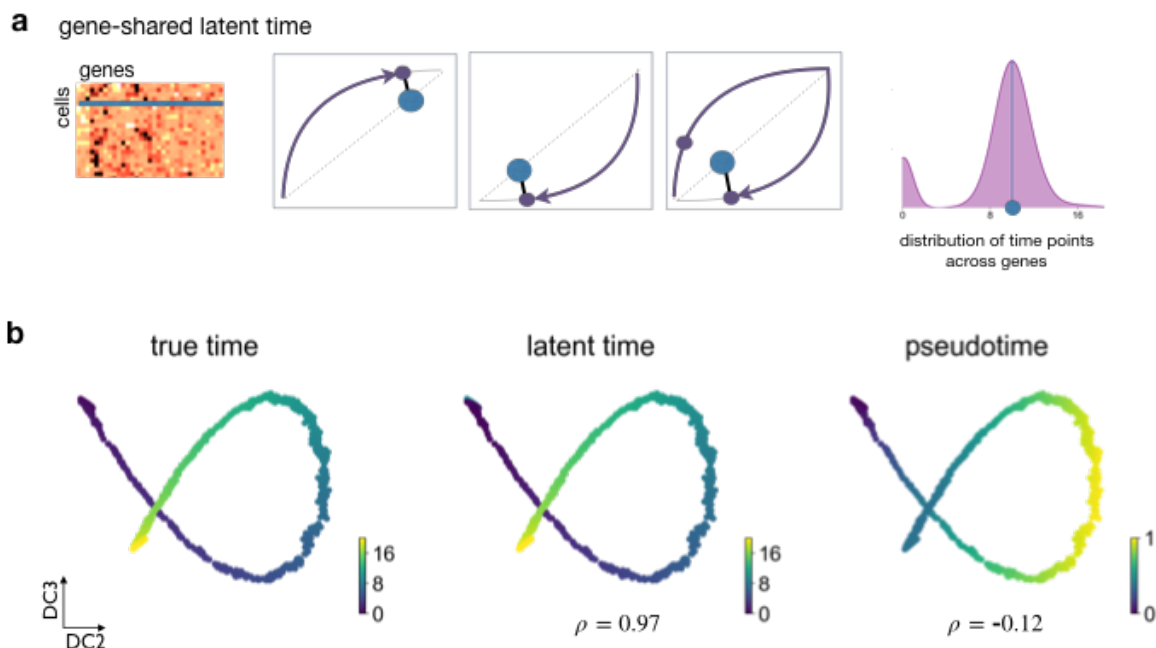 a gene-shared latent time
genes
cells
0 8 16
distribution of time points
across genes
b
true time
latent time
pseudotime
16
8
0
16
8
0
1
0
DC3
DC2
ρ = 0.97
ρ = -0.12